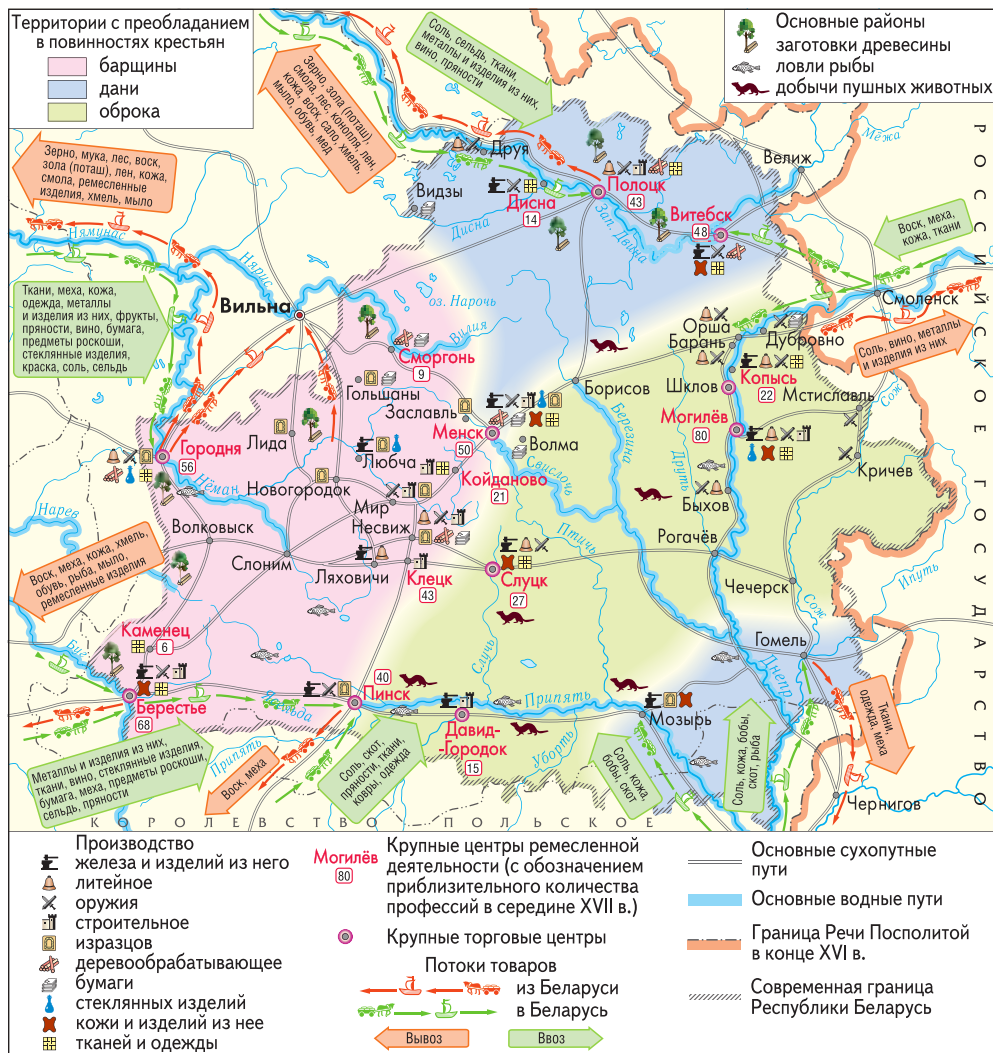 Территории с преобладанием
в повинностях крестьян
барщины
дани
оброка
Основные районы
заготовки древесины
ловли рыбы
добычи пушных животных
Соль, сельдь, ткани,
металлы и изделия из них,
вино, пряности
Зерно, зола (поташ),
смола, лес, конопля, лен,
кожа, воск, сало, хмель,
мыло, обувь, мед
Зерно, мука, лес, воск,
зола (поташ), лен, кожа,
смола, ремесленные
изделия, хмель, мыло
Ткани, меха, кожа,
одежда, металлы
и изделия из них, фрукты,
пряности, вино, бумага,
предметы роскоши,
стеклянные изделия,
краска, соль, сельдь
Воск, меха,
кожа, ткани
Соль, вино, металлы
и изделия из них
Воск, меха, кожа, хмель,
обувь, рыба, мыло,
ремесленные изделия
Металлы и изделия из них,
ткани, вино, стеклянные изделия,
бумага, меха, предметы роскоши,
сельдь, пряности
Воск, меха
Соль, скот,
пряности, ткани,
ковры, одежда
Соль, кожа,
бобы, скот
Соль, кожа, бобы,
скот, рыба
Ткани,
одежда, меха
РОССИЙСКОЕ ГОСУДАРСТВО
КОРОЛЕВСТВО ПОЛЬСКОЕ
Друя
Видзы
Дисна
14
Полоцк
43
Витебск
48
Велиж
Мёжа
Дисна
Зап. Двина
Нямунас
Нярис
Вильна
оз. Нарочь
Вилия
Сморгонь
9
Смоленск
Орша
Барань
Дубровно
Копысь
22
Шклов
Могилёв
80
Мстиславль
Сож
Кричев
Борисов
Березина
Друть
Быхов
Гольшаны
Заславль
Менск
50
Волма
Свислочь
Городня
56
Лида
Любча
Койданово
21
Нёман
Новогородок
Мир
Несвиж
Нарев
Волковыск
Слоним
Ляховичи
Клецк
43
Слуцк
27
Птичь
Рогачёв
Чечерск
Ипуть
Сож
Гомель
Днепр
Каменец
6
Буг
Берестье
68
Пинск
40
Случь
Припять
Припять
Давид-
-Городок
15
Уборть
Мозырь
Чернигов
Производство
железа и изделий из него
литейное
оружия
строительное
изразцов
деревообрабатывающее
бумаги
стеклянных изделий
кожи и изделий из нее
тканей и одежды
Могилёв
80
Крупные центры ремесленной
деятельности (с обозначением
приблизительного количества
профессий в середине XVII в.)
Крупные торговые центры
Потоки товаров
из Беларуси
в Беларусь
Вывоз
Ввоз
Основные сухопутные
пути
Основные водные пути
Граница Речи Посполитой
в конце XVI в.
Современная граница
Республики Беларусь